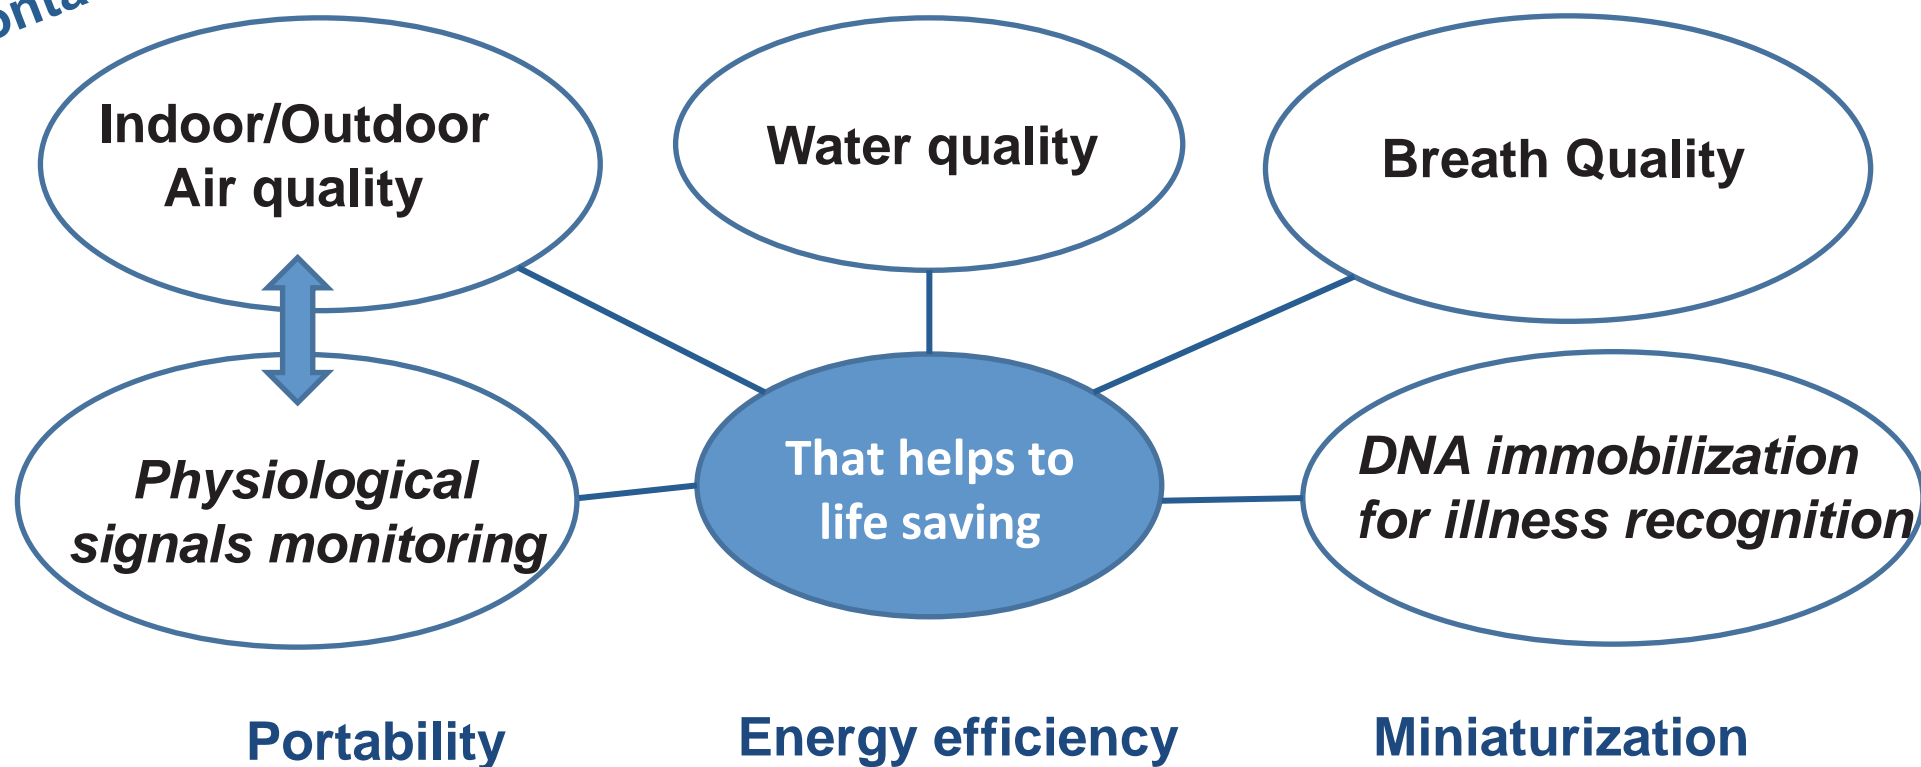 Indoor/Outdoor
Air quality
Water quality
Breath Quality
Physiological
signals monitoring
That helps to
life saving
DNA immobilization
for illness recognition
Portability
Energy efficiency
Miniaturization